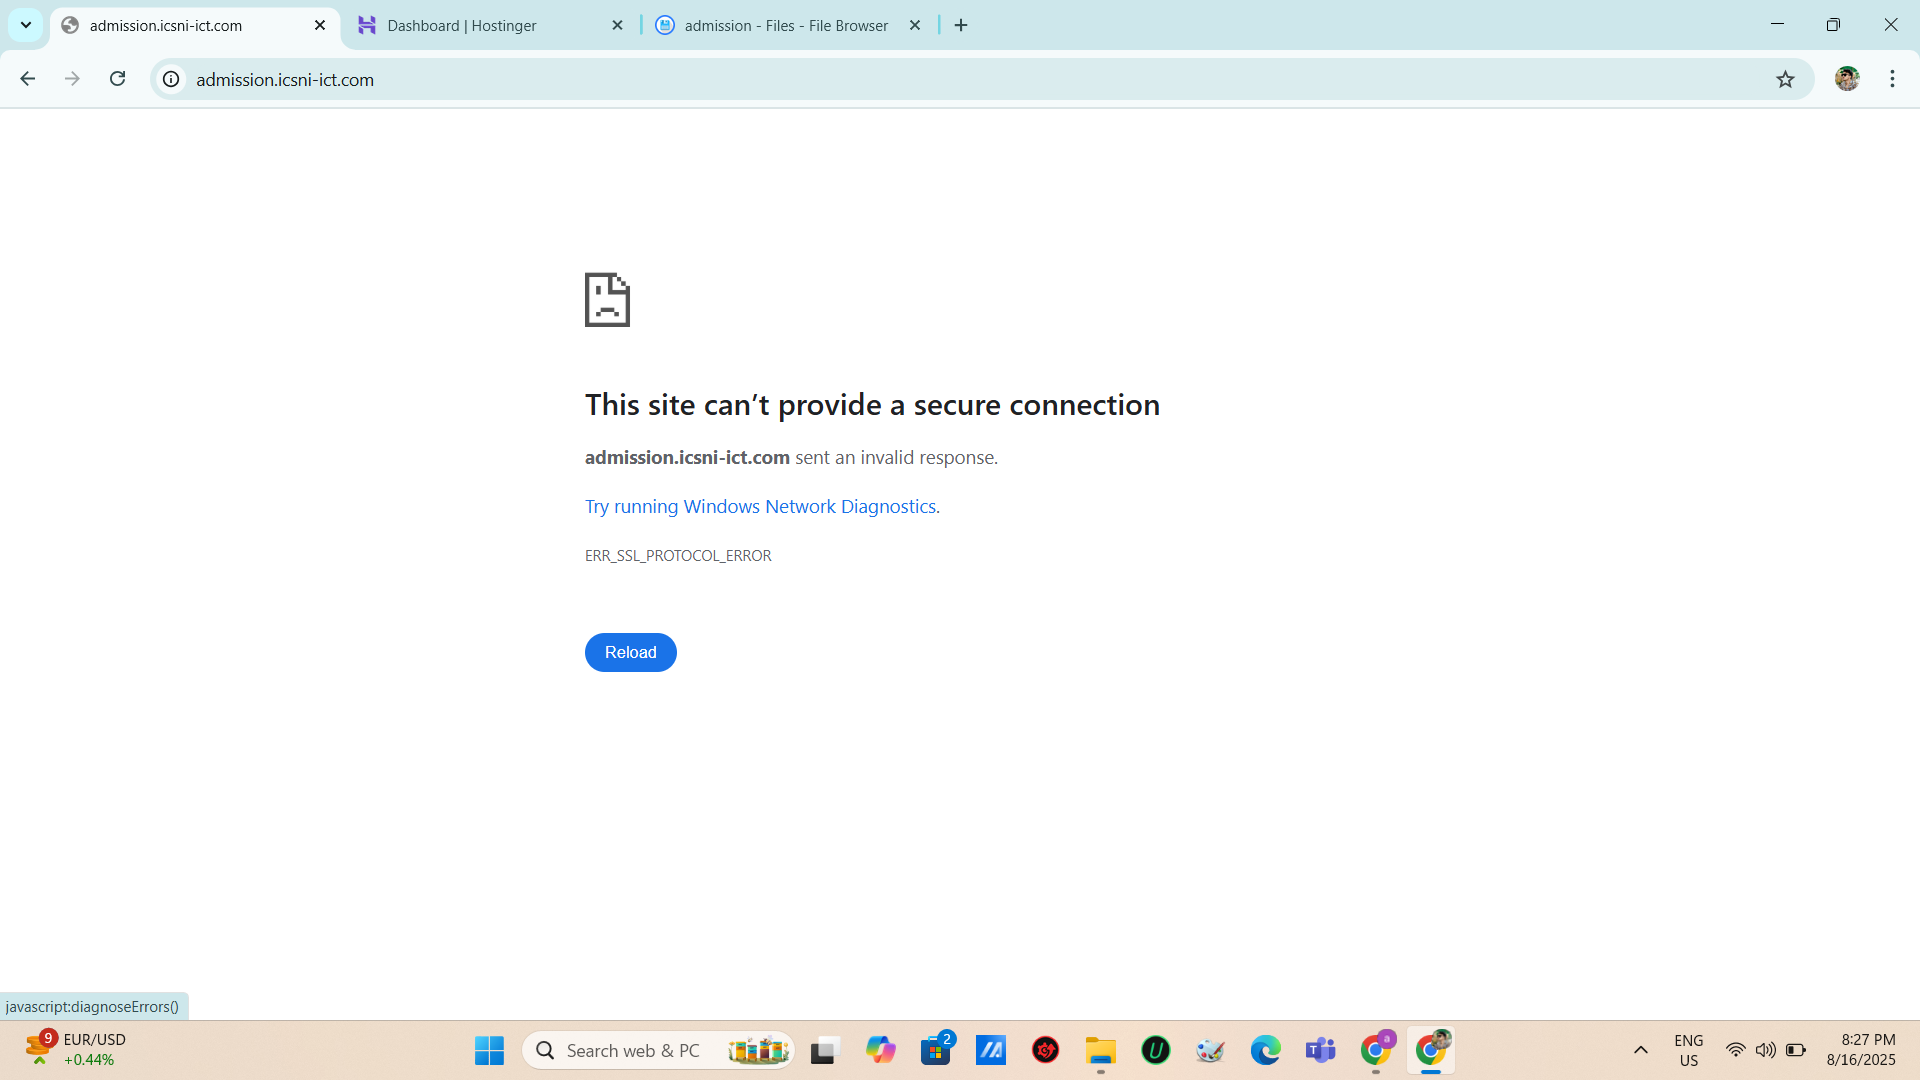 admission.icsni-ict.com
Dashboard | Hostinger
admission - Files - File Browser
admission.icsni-ict.com
This site can’t provide a secure connection
admission.icsni-ict.com sent an invalid response.
Try running Windows Network Diagnostics.
ERR_SSL_PROTOCOL_ERROR
Reload
javascript:diagnoseErrors()
9
EUR/USD
+0.44%
Search web & PC
2
U
T
a
ENG
US
8:27 PM
8/16/2025